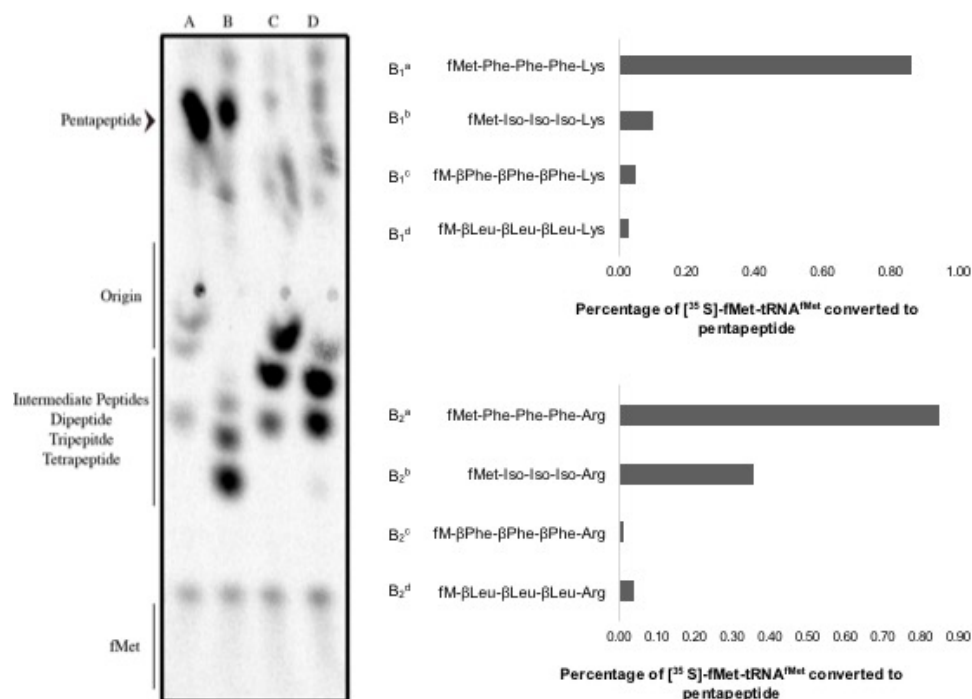 A B C D
Pentapeptide
Origin
Intermediate Peptides
Dipeptide
Tripepitde
Tetrapeptide
fMet
B₁ᵃ fMet-Phe-Phe-Phe-Lys
B₁ᵇ fMet-Iso-Iso-Iso-Lys
B₁ᶜ fM-βPhe-βPhe-βPhe-Lys
B₁ᵈ fM-βLeu-βLeu-βLeu-Lys
0.00 0.20 0.40 0.60 0.80 1.00
Percentage of [³⁵ S]-fMet-tRNAᶠᴹᵉᵗ converted to
pentapeptide
B₂ᵃ fMet-Phe-Phe-Phe-Arg
B₂ᵇ fMet-Iso-Iso-Iso-Arg
B₂ᶜ fM-βPhe-βPhe-βPhe-Arg
B₂ᵈ fM-βLeu-βLeu-βLeu-Arg
0.00 0.10 0.20 0.30 0.40 0.50 0.60 0.70 0.80 0.90
Percentage of [³⁵ S]-fMet-tRNAᶠᴹᵉᵗ converted to
pentapeptide